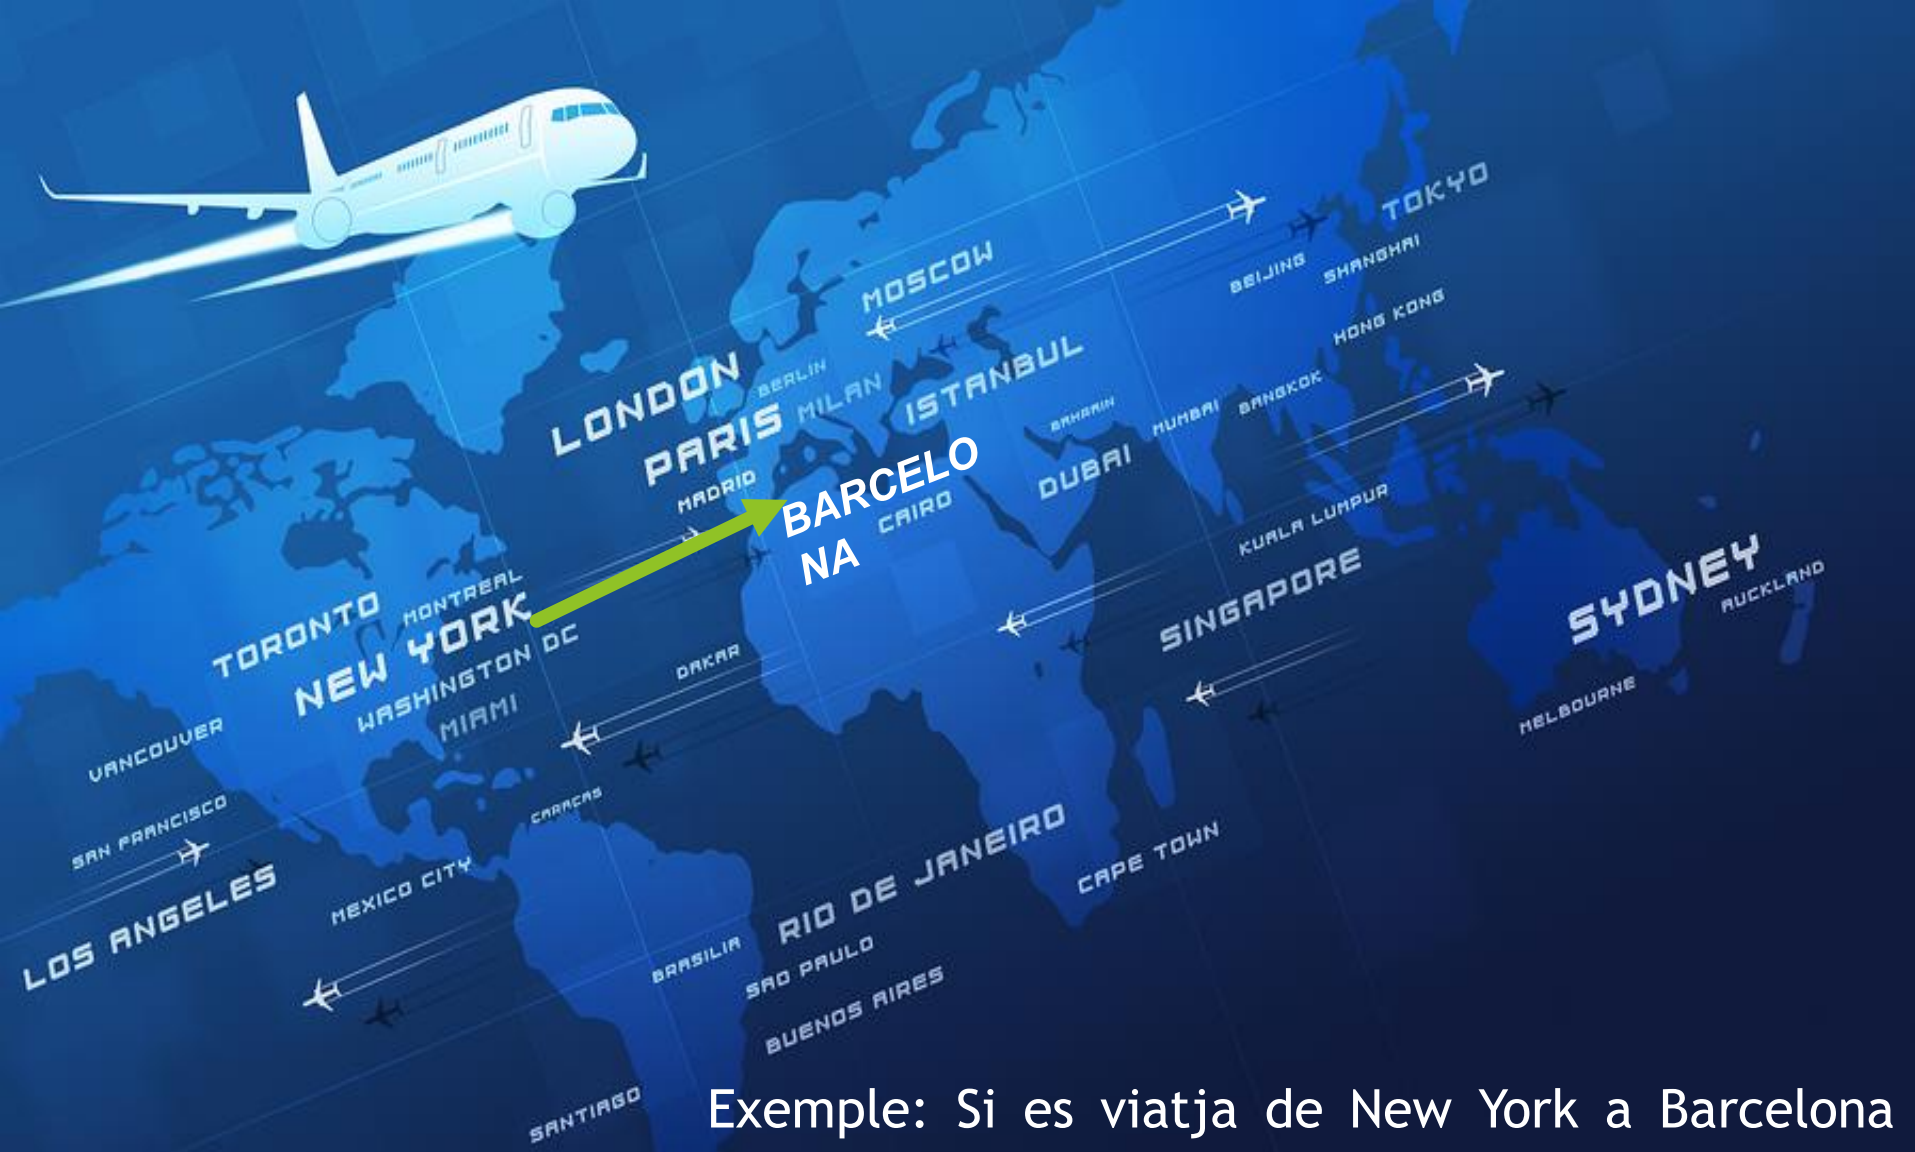 TOKYO
MOSCOW
BEIJING
SHANGHAI
HONG KONG
LONDON
BERLIN
ISTANBUL
PARIS
MILAN
BAHRAIN
MUMBAI
BANGKOK
MADRID
BARCELO
NA
CAIRO
DUBAI
KUALA LUMPUR
SINGAPORE
SYDNEY
AUCKLAND
MELBOURNE
TORONTO
MONTREAL
NEW YORK
WASHINGTON DC
MIAMI
DAKAR
VANCOUVER
SAN FRANCISCO
LOS ANGELES
MEXICO CITY
CARACAS
RIO DE JANEIRO
CAPE TOWN
BRASILIA
SAO PAULO
BUENOS AIRES
SANTIAGO
Exemple: Si es viatja de New York a Barcelona